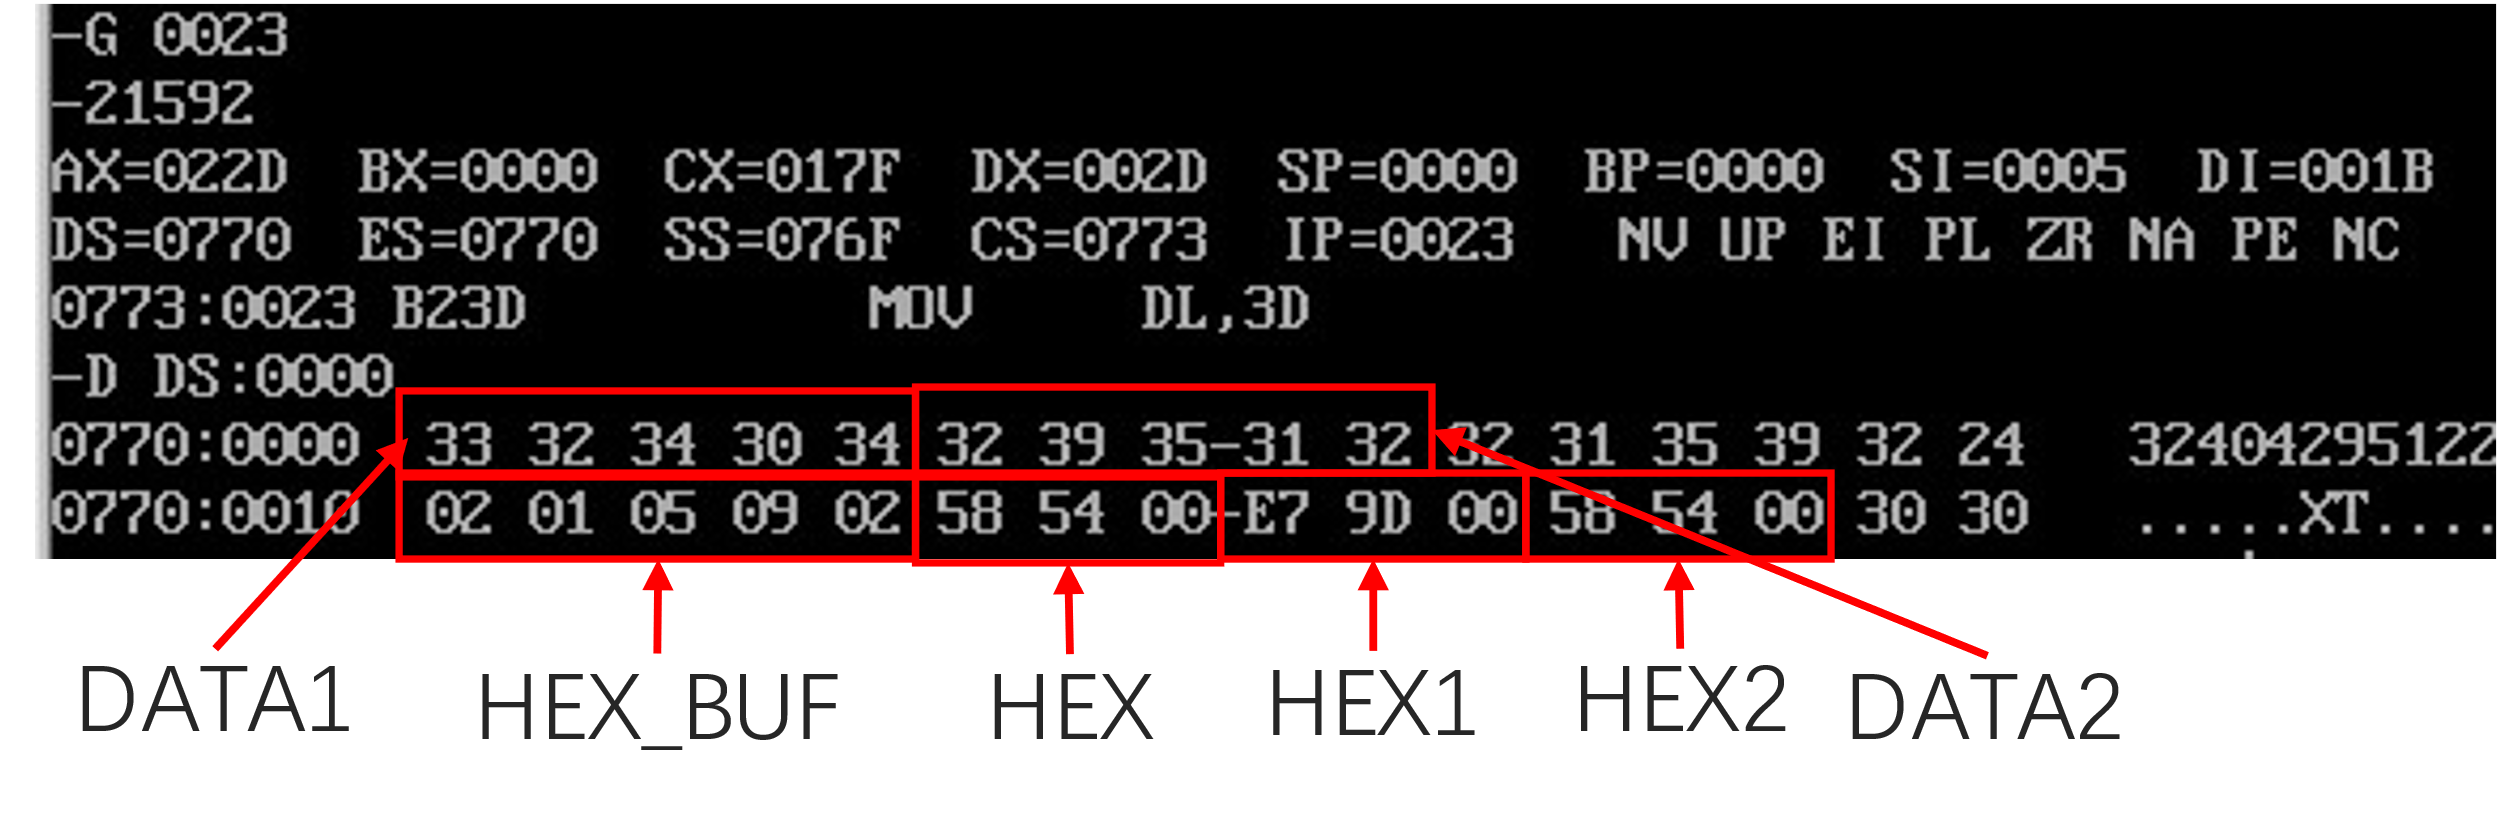 -G 0023
-21592
AX=022D BX=0000 CX=017F DX=002D SP=0000 BP=0000 SI=0005 DI=001B
DS=0770 ES=0770 SS=076F CS=0773 IP=0023 NV UP EI PL ZR NA PE NC
0773:0023 B23D MOV DL,3D
-D DS:0000
0770:0000 33 32 34 30 34 32 39 35-31 32 32 31 35 39 32 24 32404295122
0770:0010 02 01 05 09 02 58 54 00-E7 9D 00 58 54 00 30 30 .....XT....
DATA1 HEX_BUF HEX HEX1 HEX2 DATA2